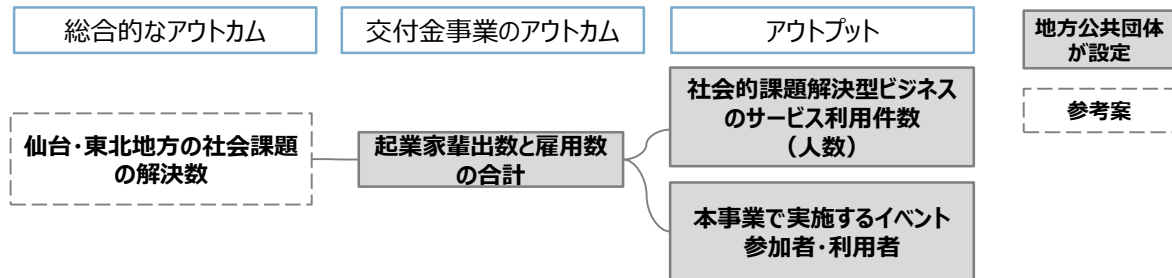 総合的なアウトカム
交付金事業のアウトカム
アウトプット
地方公共団体
が設定
参考案
仙台・東北地方の社会課題
の解決数
起業家輩出数と雇用数
の合計
社会的課題解決型ビジネス
のサービス利用件数
（人数）
本事業で実施するイベント
参加者・利用者